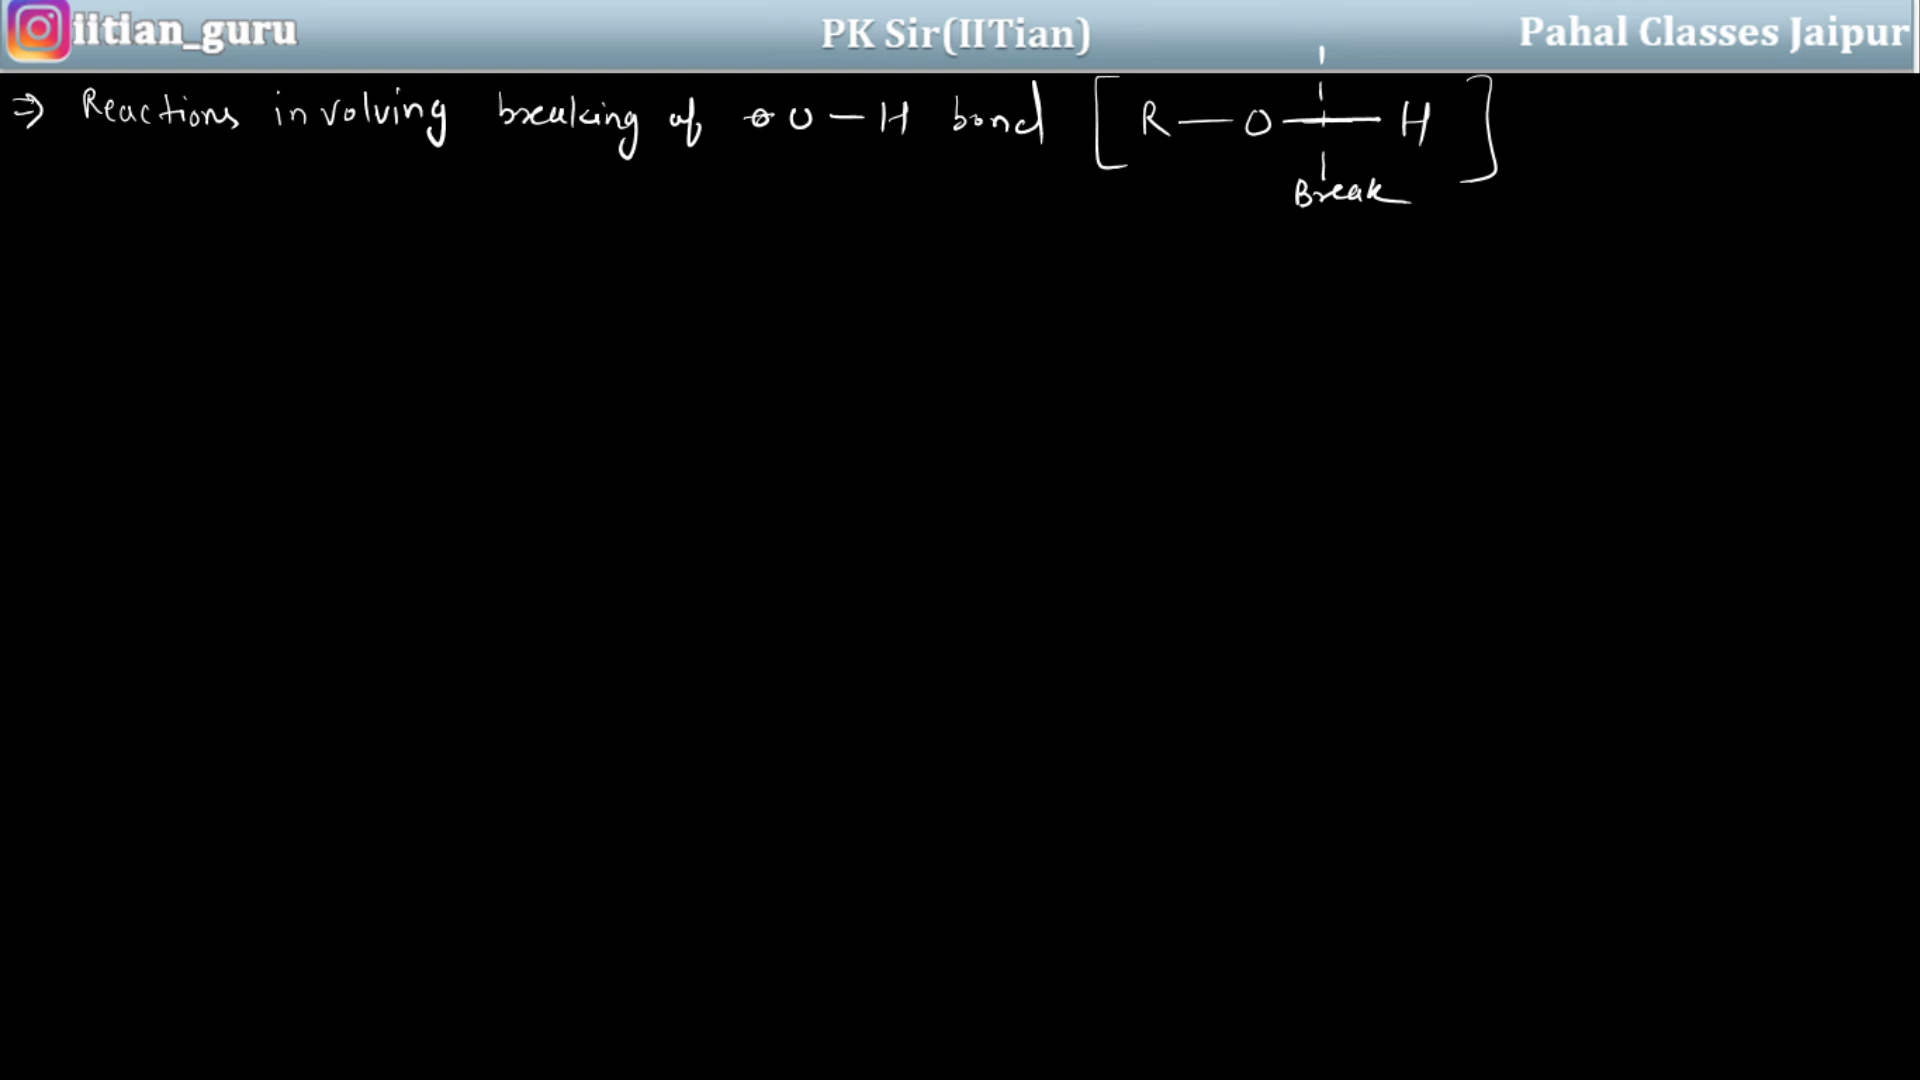 iitian_guru PK Sir(IITian) Pahal Classes Jaipur
⇒ Reactions involving breaking of O – H bond [ R — O — H ]
Break